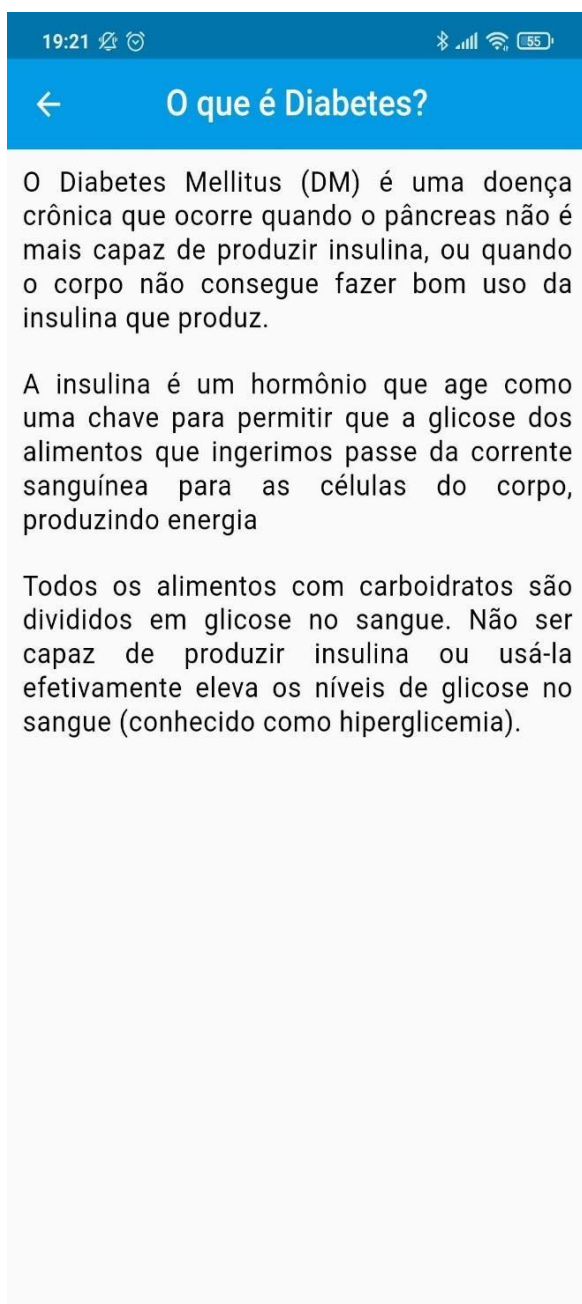 19:21
55
O que é Diabetes?
O Diabetes Mellitus (DM) é uma doença
crônica que ocorre quando o pâncreas não é
mais capaz de produzir insulina, ou quando
o corpo não consegue fazer bom uso da
insulina que produz.
A insulina é um hormônio que age como
uma chave para permitir que a glicose dos
alimentos que ingerimos passe da corrente
sanguínea para as células do corpo,
produzindo energia
Todos os alimentos com carboidratos são
divididos em glicose no sangue. Não ser
capaz de produzir insulina ou usá-la
efetivamente eleva os níveis de glicose no
sangue (conhecido como hiperglicemia).